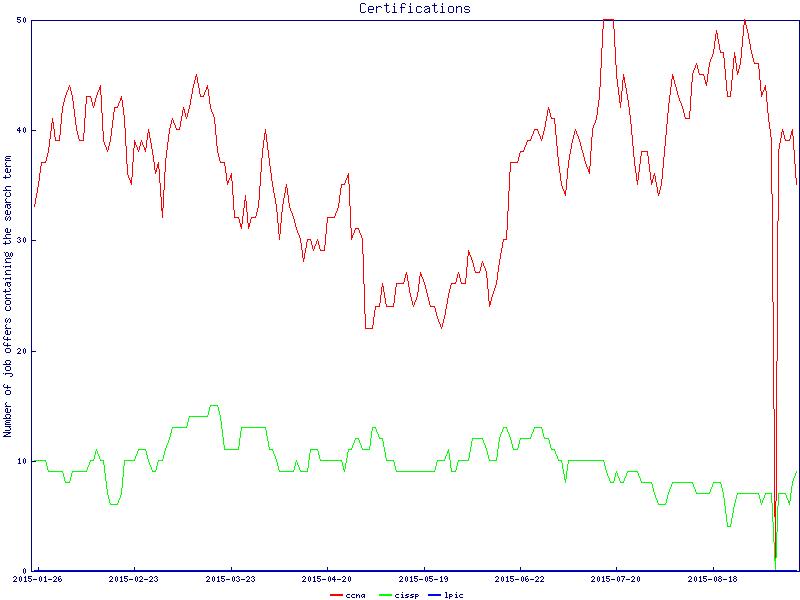 Certifications
Number of job offers containing the search term
50
40
30
20
10
0
2015-01-26 2015-02-23 2015-03-23 2015-04-20 2015-05-19 2015-06-22 2015-07-20 2015-08-18
ccna cissp lpic